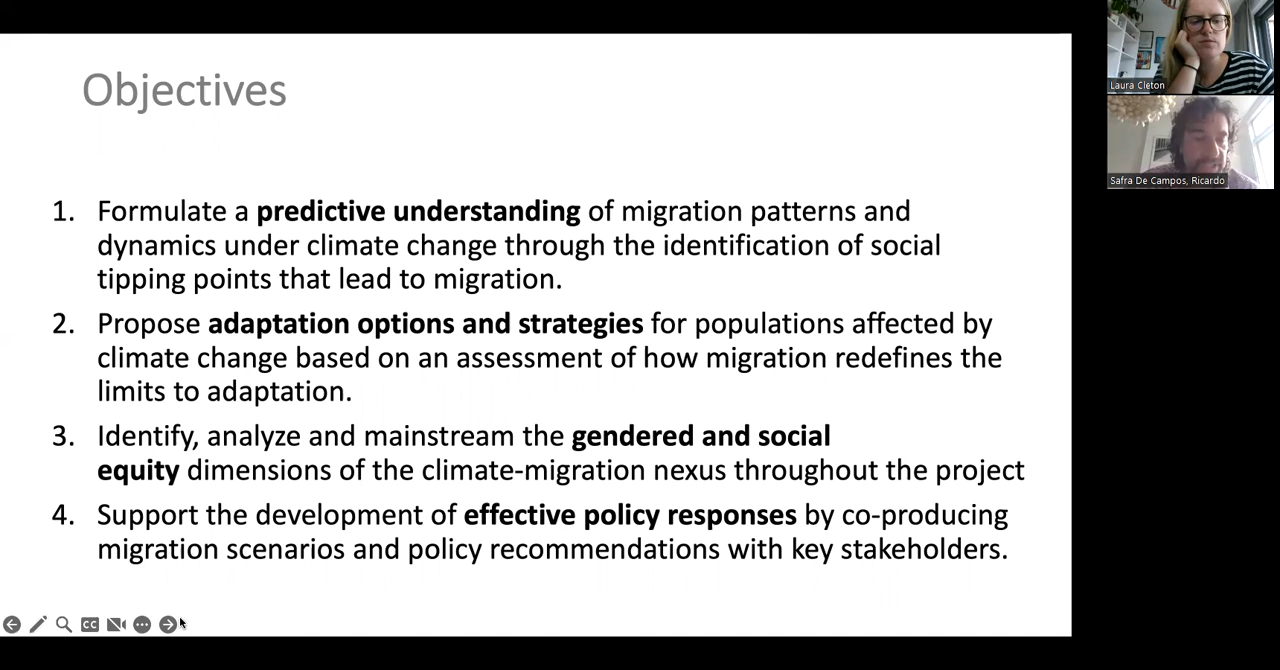 Objectives
1. Formulate a predictive understanding of migration patterns and
dynamics under climate change through the identification of social
tipping points that lead to migration.
2. Propose adaptation options and strategies for populations affected by
climate change based on an assessment of how migration redefines the
limits to adaptation.
3. Identify, analyze and mainstream the gendered and social
equity dimensions of the climate-migration nexus throughout the project
4. Support the development of effective policy responses by co-producing
migration scenarios and policy recommendations with key stakeholders.
CC
Laura Cleton
Safra De Campos, Ricardo